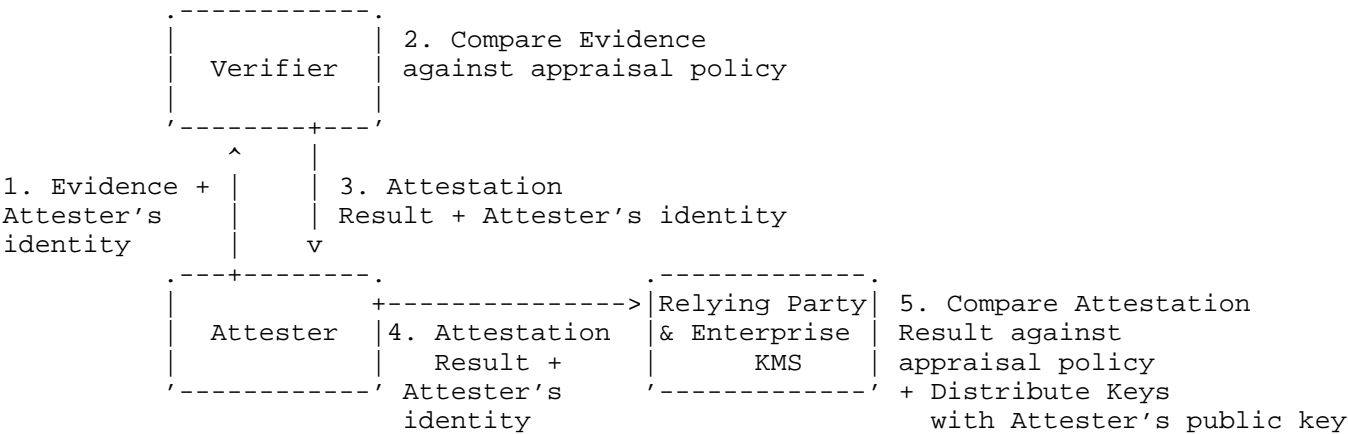 2. Compare Evidence
Verifier
against appraisal policy
1. Evidence +
3. Attestation
Attester's
Result + Attester's identity
identity
Relying Party
5. Compare Attestation
Attester
4. Attestation
& Enterprise
Result against
Result +
KMS
appraisal policy
Attester's
+ Distribute Keys
identity
with Attester's public key